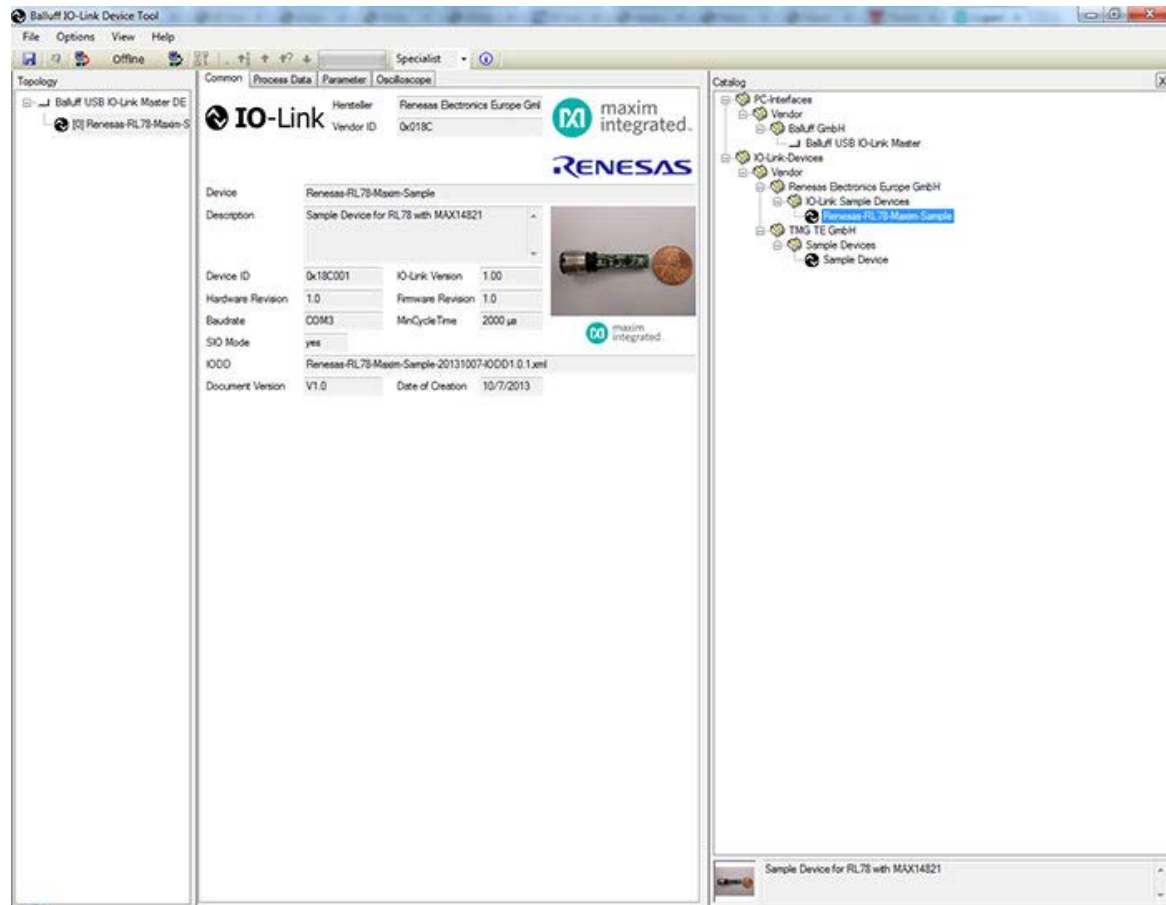 Balluff IO-Link Device Tool
File Options View Help
Offline Specialist
Topology
Balluff USB IO-Link Master DE
[0] Renesas-RL78-Maxim-S
Common Process Data Parameter Oscilloscope
IO-Link
Hersteller Renesas Electronics Europe Gml
Vendor ID 0x018C
maxim
integrated.
RENESAS
Device Renesas-RL78-Maxim-Sample
Description Sample Device for RL78 with MAX14821
Device ID 0x18C001 IO-Link Version 1.00
Hardware Revision 1.0 Firmware Revision 1.0
Baudrate COM3 MinCycleTime 2000 µs
SIO Mode yes
maxim
integrated.
IODD Renesas-RL78-Maxim-Sample-20131007-IODD1.0.1.xml
Document Version V1.0 Date of Creation 10/7/2013
Catalog
PC-Interfaces
Vendor
Balluff GmbH
Balluff USB IO-Link Master
IO-Link-Devices
Vendor
Renesas Electronics Europe GmbH
IO-Link Sample Devices
Renesas-RL78-Maxim-Sample
TMG TE GmbH
Sample Devices
Sample Device
Sample Device for RL78 with MAX14821